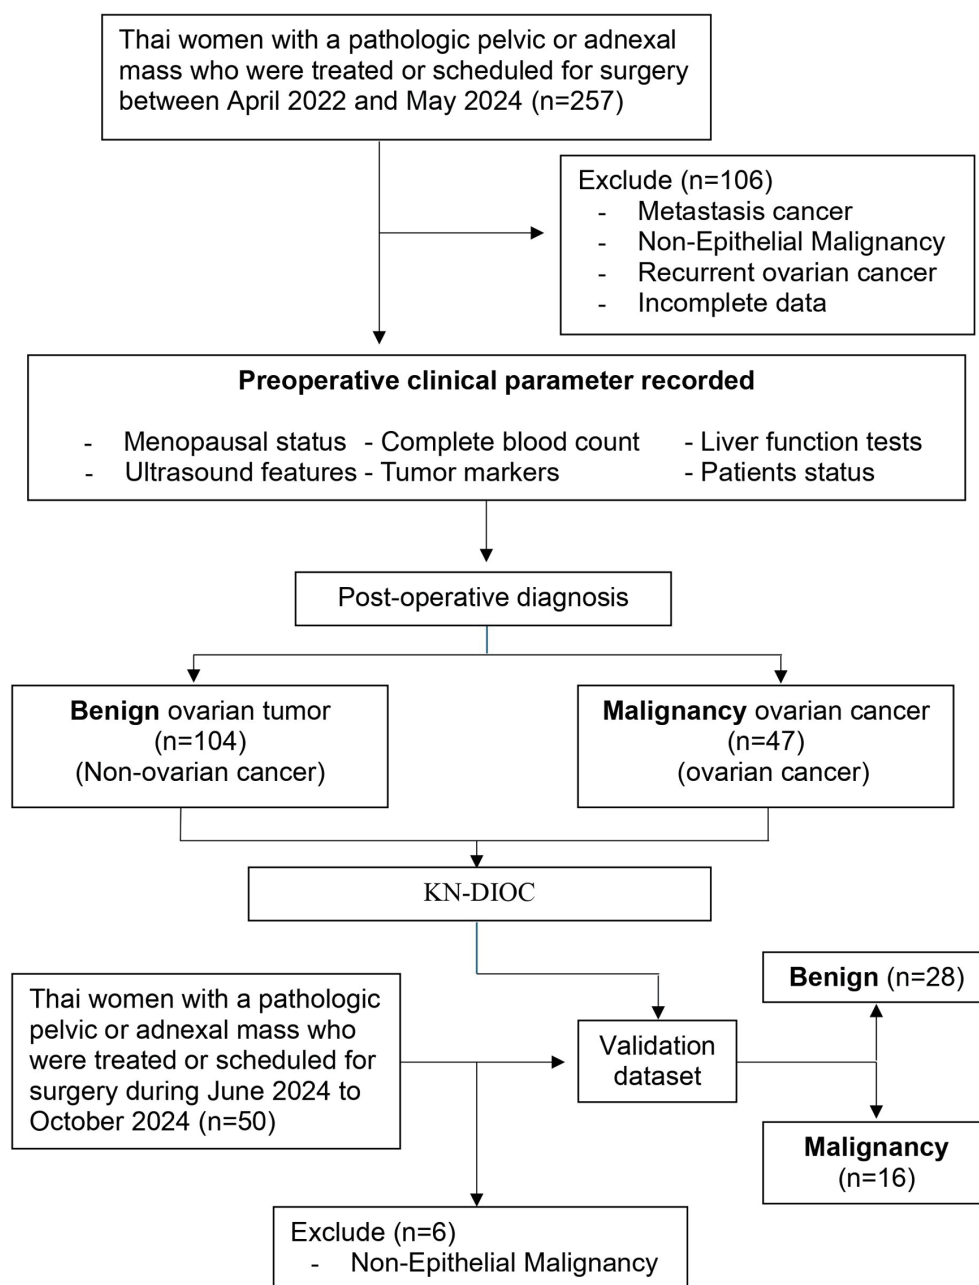 Thai women with a pathologic pelvic or adnexal
mass who were treated or scheduled for surgery
between April 2022 and May 2024 (n=257)
Exclude (n=106)
- Metastasis cancer
- Non-Epithelial Malignancy
- Recurrent ovarian cancer
- Incomplete data
Preoperative clinical parameter recorded
- Menopausal status - Complete blood count - Liver function tests
- Ultrasound features - Tumor markers - Patients status
Post-operative diagnosis
Benign ovarian tumor
(n=104)
(Non-ovarian cancer)
Malignancy ovarian cancer
(n=47)
(ovarian cancer)
KN-DIOC
Thai women with a pathologic
pelvic or adnexal mass who
were treated or scheduled for
surgery during June 2024 to
October 2024 (n=50)
Validation
dataset
Benign (n=28)
Malignancy
(n=16)
Exclude (n=6)
- Non-Epithelial Malignancy